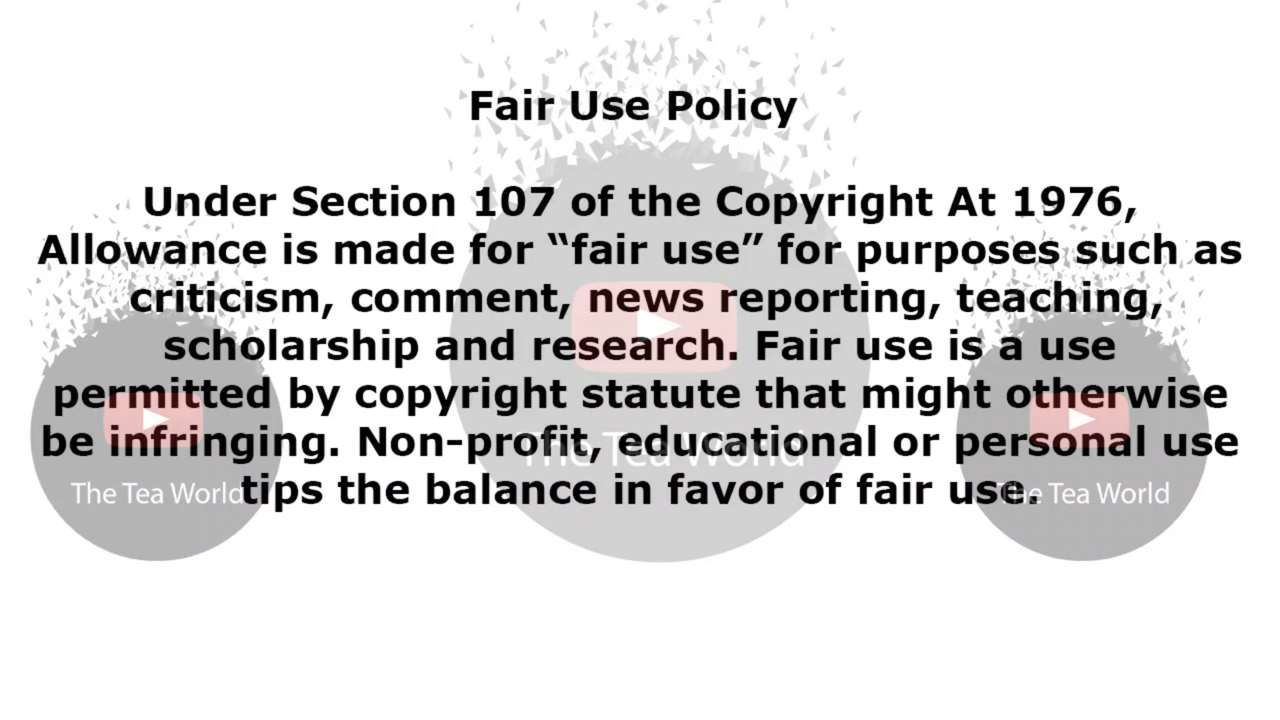 Fair Use Policy
Under Section 107 of the Copyright At 1976,
Allowance is made for “fair use” for purposes such as
criticism, comment, news reporting, teaching,
scholarship and research. Fair use is a use
permitted by copyright statute that might otherwise
be infringing. Non-profit, educational or personal use
The Tea World
tips the balance in favor of fair use.
The Tea World
The Tea World